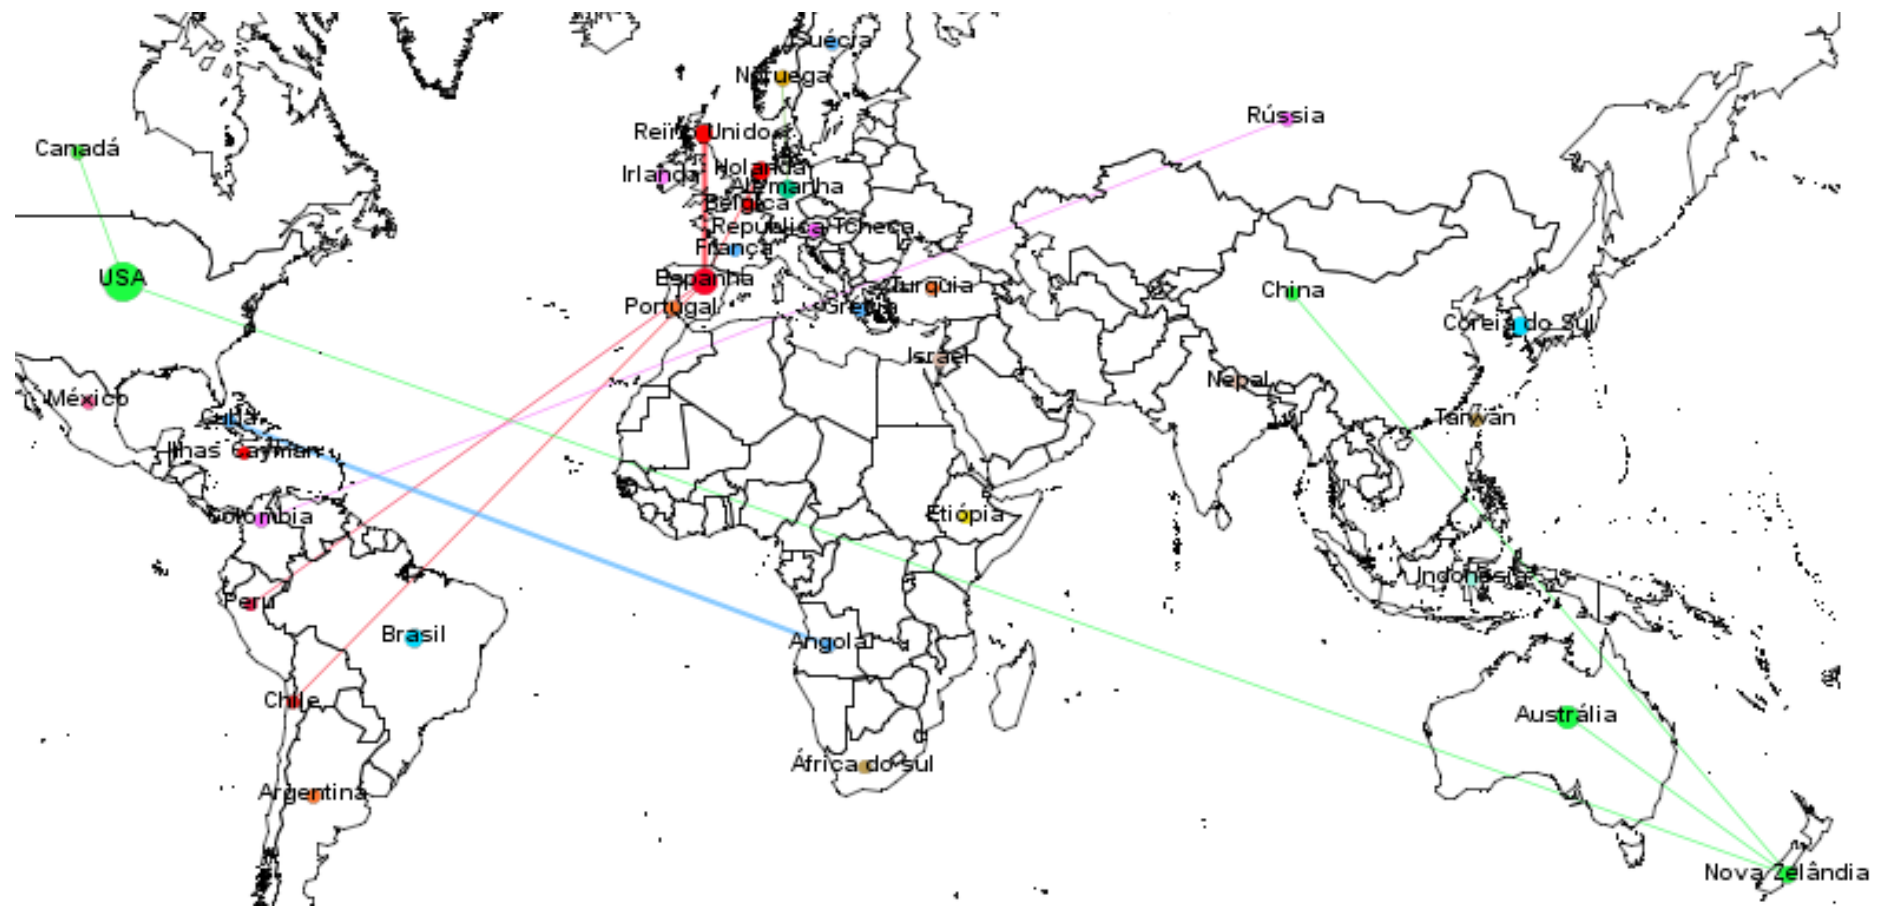 Suécia
Noruega
Rússia
Reino Unido
Canadá
Holanda
Irlanda
Alemanha
Bélgica
República Tcheca
França
USA
Espanha
Turquia
China
Portugal
Grécia
Coreia do Sul
Israel
Nepal
México
Cuba
Taiwan
Ilhas Cayman
Colômbia
Etiópia
Indonésia
Peru
Brasil
Angola
Chile
Austrália
África do sul
Argentina
Nova Zelândia